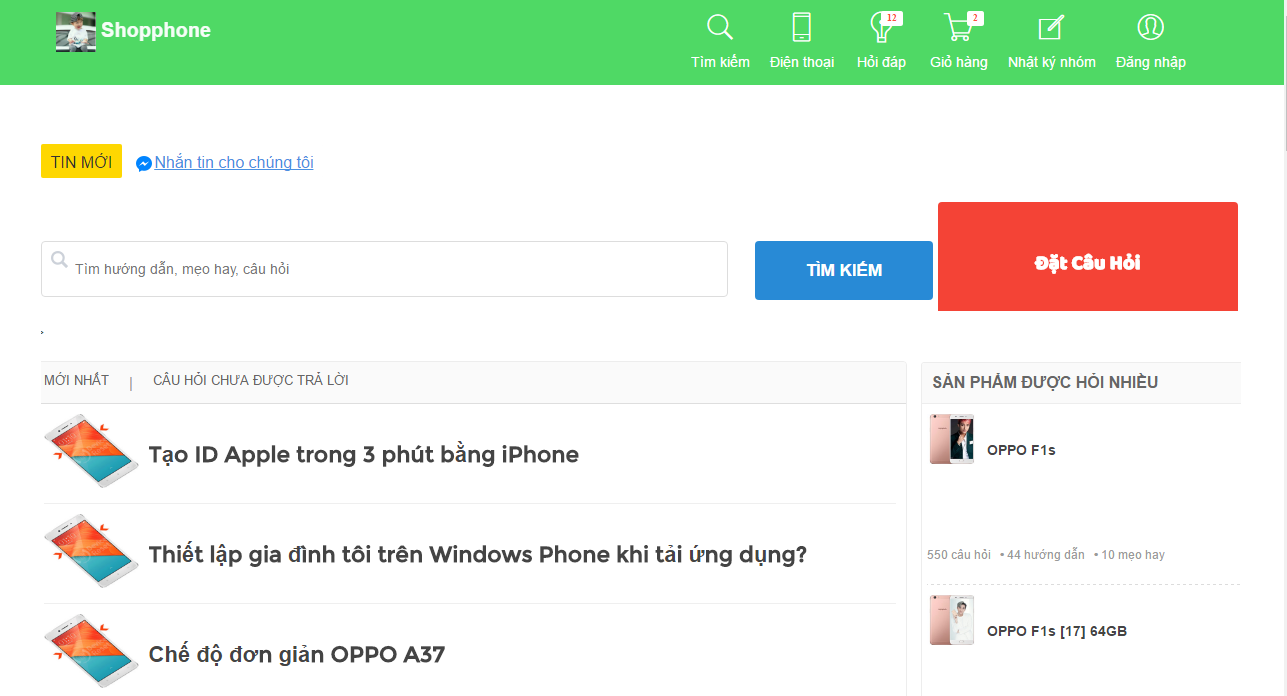 Shopphone
12
2
Tìm kiếm Điện thoại Hỏi đáp Giỏ hàng Nhật ký nhóm Đăng nhập
TIN MỚI Nhắn tin cho chúng tôi
Tìm hướng dẫn, mẹo hay, câu hỏi
TÌM KIẾM
Đặt Câu Hỏi
MỚI NHẤT | CÂU HỎI CHƯA ĐƯỢC TRẢ LỜI
Tạo ID Apple trong 3 phút bằng iPhone
Thiết lập gia đình tôi trên Windows Phone khi tải ứng dụng?
Chế độ đơn giản OPPO A37
SẢN PHẨM ĐƯỢC HỎI NHIỀU
OPPO F1s
550 câu hỏi • 44 hướng dẫn • 10 mẹo hay
OPPO F1s [17] 64GB